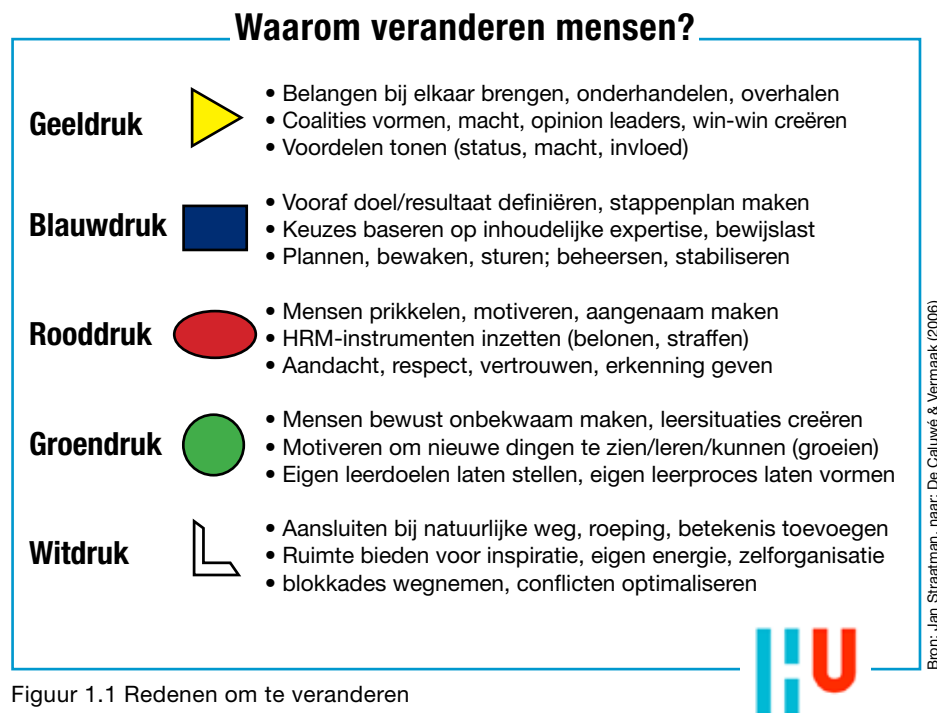 Waarom veranderen mensen?
Geeldruk
• Belangen bij elkaar brengen, onderhandelen, overhalen
• Coalities vormen, macht, opinion leaders, win-win creëren
• Voordelen tonen (status, macht, invloed)
Blauwdruk
• Vooraf doel/resultaat definiëren, stappenplan maken
• Keuzes baseren op inhoudelijke expertise, bewijslast
• Plannen, bewaken, sturen; beheersen, stabiliseren
Rooddruk
• Mensen prikkelen, motiveren, aangenaam maken
• HRM-instrumenten inzetten (belonen, straffen)
• Aandacht, respect, vertrouwen, erkenning geven
Groendruk
• Mensen bewust onbekwaam maken, leersituaties creëren
• Motiveren om nieuwe dingen te zien/leren/kunnen (groeien)
• Eigen leerdoelen laten stellen, eigen leerproces laten vormen
Witdruk
• Aansluiten bij natuurlijke weg, roeping, betekenis toevoegen
• Ruimte bieden voor inspiratie, eigen energie, zelforganisatie
• blokkades wegnemen, conflicten optimaliseren
HU
Bron: Jan Straatman, naar: De Caluwé & Vermaak (2006)
Figuur 1.1 Redenen om te veranderen